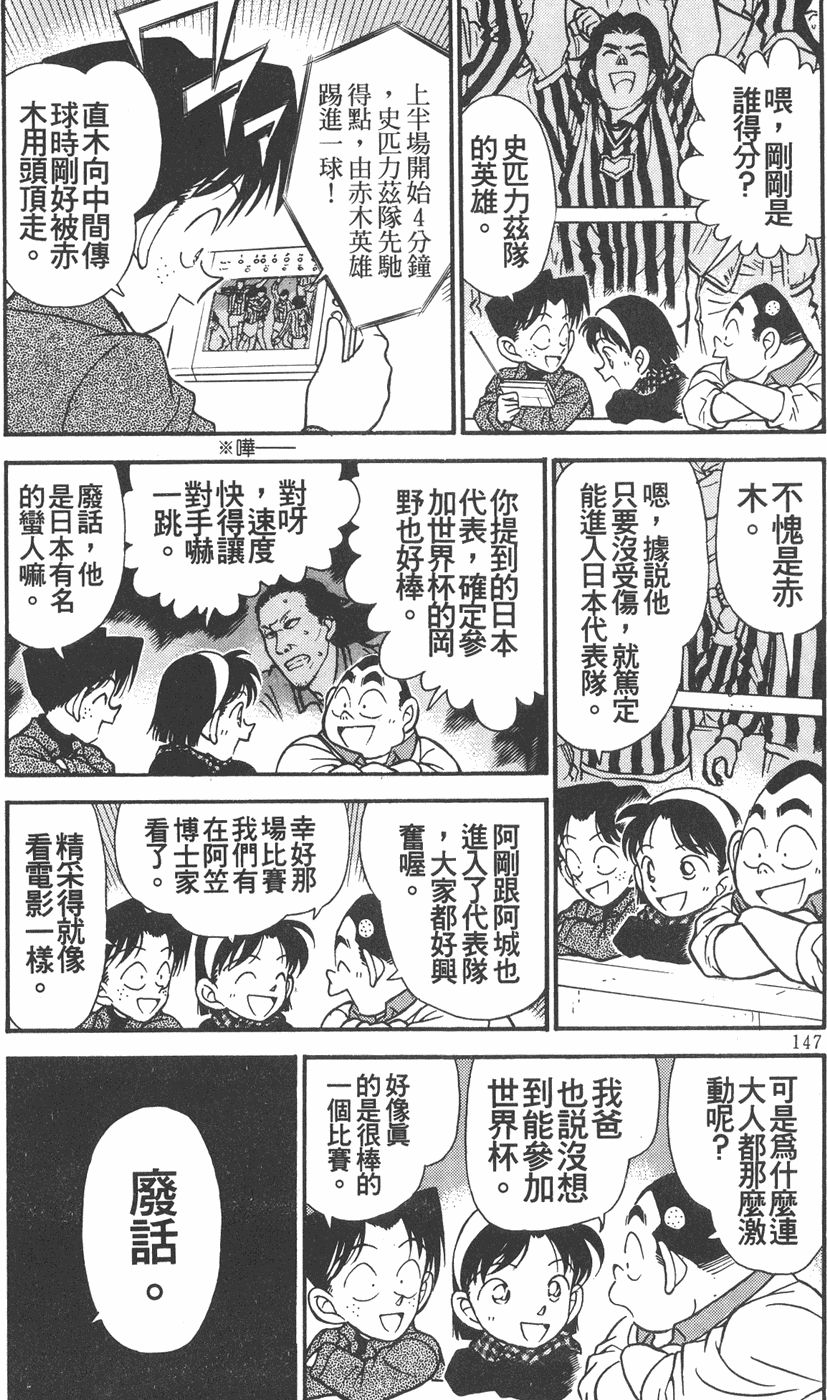 喂，剛剛是
誰得分？
史匹力茲隊
的英雄。
上半場開始4分鐘
，史匹力茲隊先馳
得點，由赤木英雄
踢進一球！
直木向中間傳
球時剛好被赤
木用頭頂走。
※嘩——
不愧是赤
木。
嗯，據說他
只要沒受傷，就篤定
能進入日本代表隊。
你提到的日本
代表，確定參
加世界杯的岡
野也好棒。
對呀
，速度
快得讓
對手嚇
一跳。
廢話，他
是日本有名
的蠻人嘛。
阿剛跟阿城也
進入了代表隊
，大家都好興
奮喔。
幸好那
場比賽
我們有
在阿笠
博士家
看了。
精采得就像
看電影一樣。
147
可是爲什麼連
大人都那麼激
動呢？
我爸
也說沒想
到能參加
世界杯。
好像眞
的是很棒的
一個比賽。
廢話。